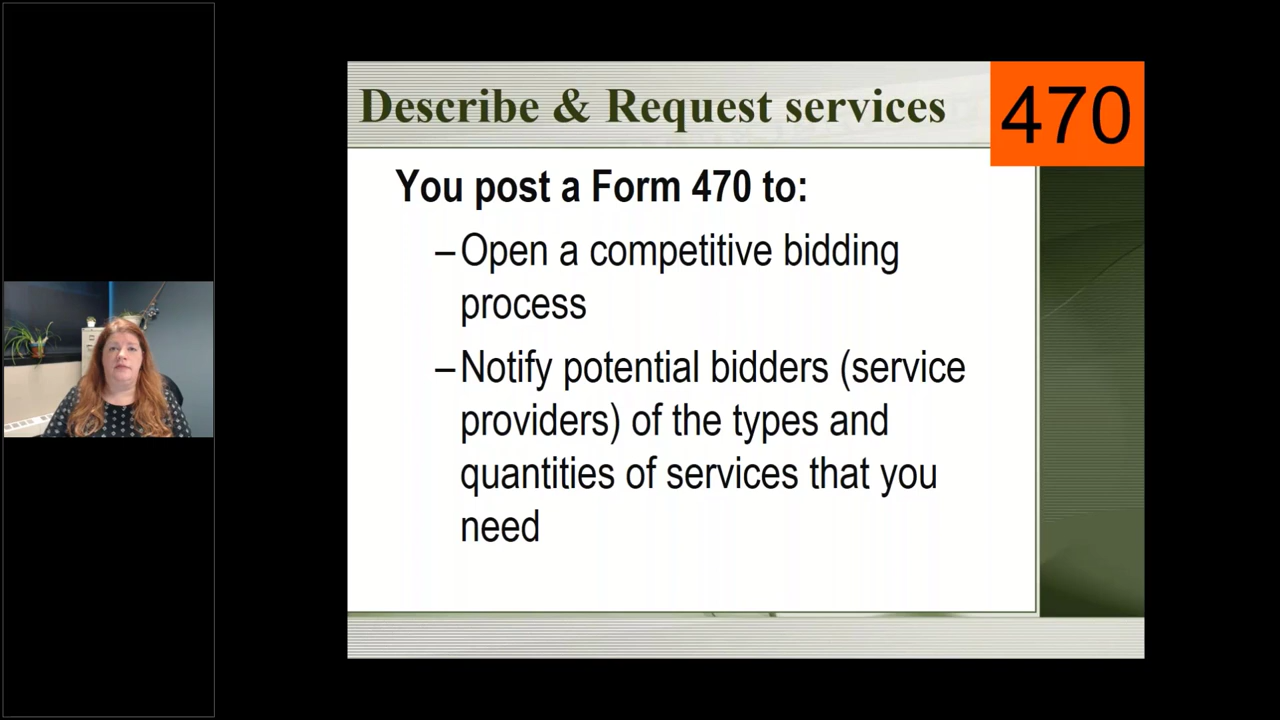 Describe & Request services
470
You post a Form 470 to:
–Open a competitive bidding
process
–Notify potential bidders (service
providers) of the types and
quantities of services that you
need